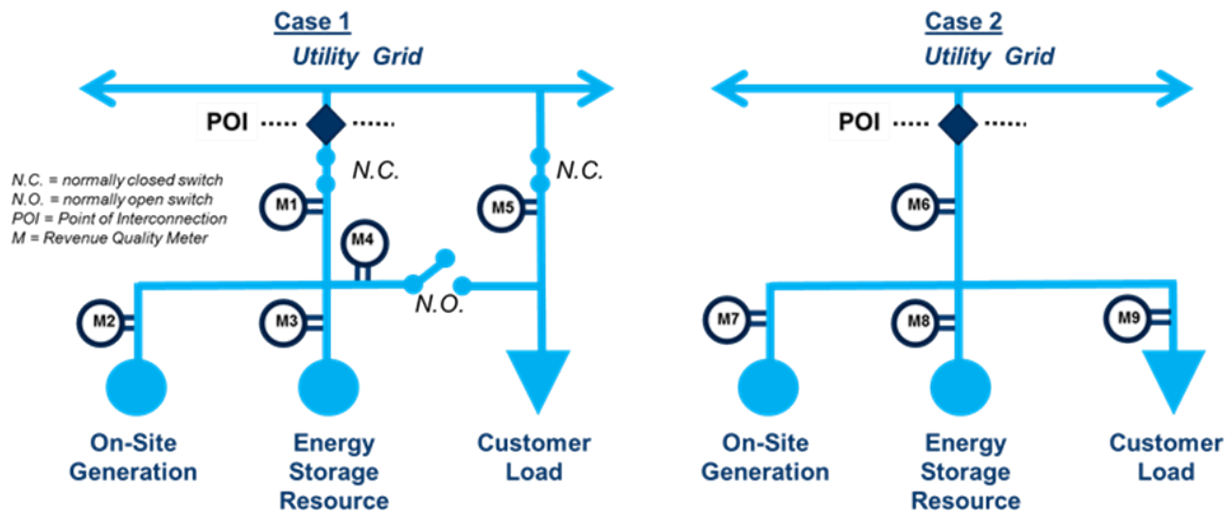 Case 1
Utility Grid
POI
N.C.
N.C.
N.C. = normally closed switch
N.O. = normally open switch
POI = Point of Interconnection
M = Revenue Quality Meter
M1
M5
M4
N.O.
M2
M3
On-Site
Generation
Energy
Storage
Resource
Customer
Load
Case 2
Utility Grid
POI
M6
M7
M8
M9
On-Site
Generation
Energy
Storage
Resource
Customer
Load